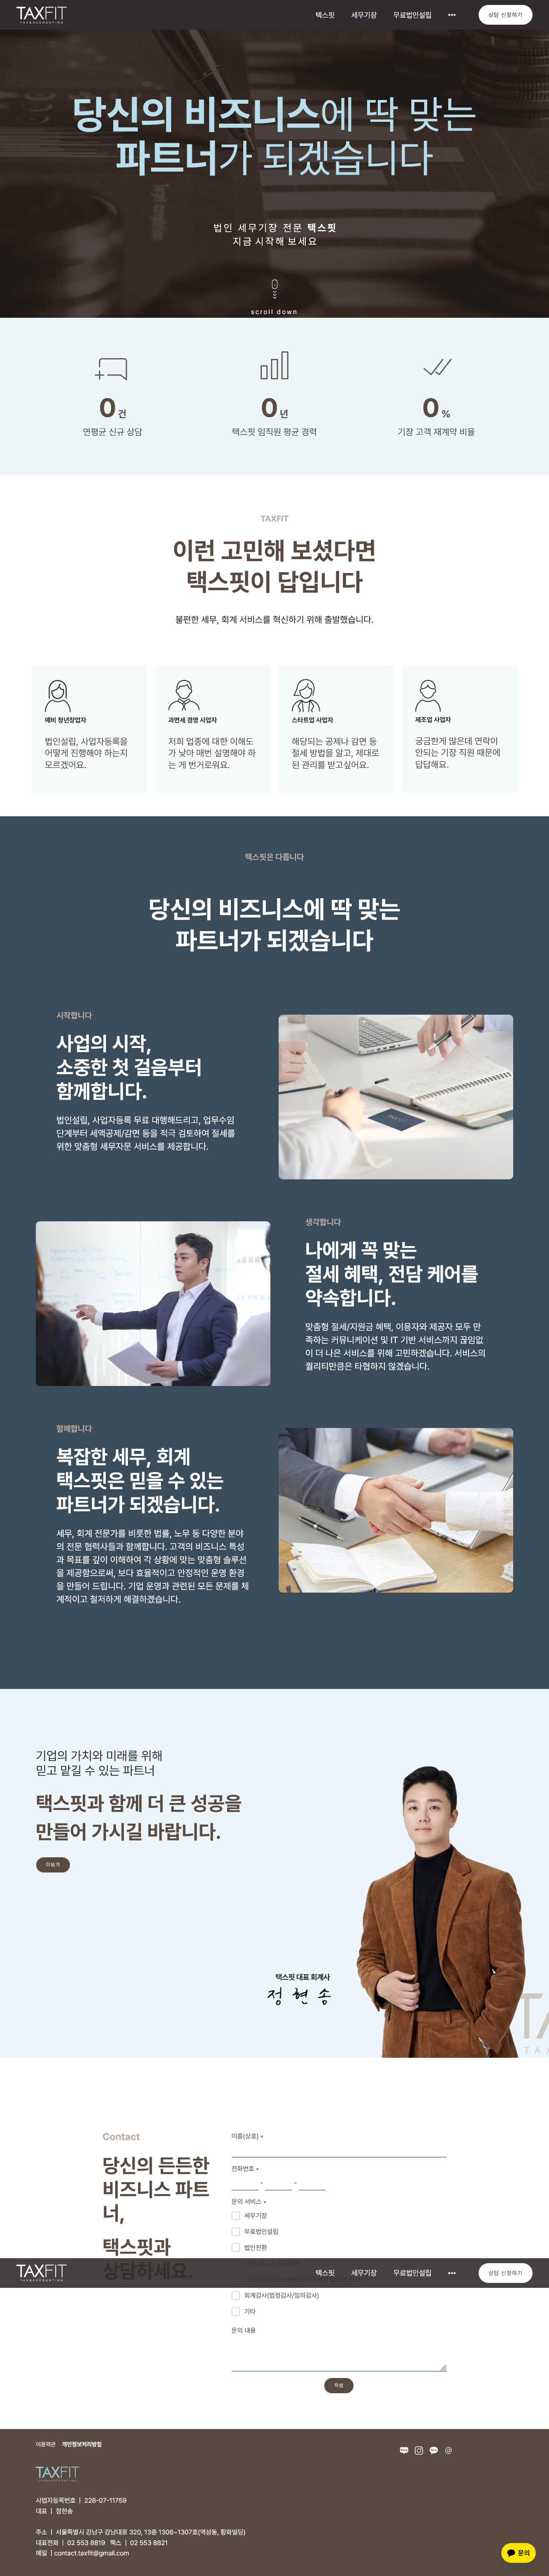 TAXFIT
TAX&ACCOUNTING
택스핏 세무기장 무료법인설립 •••
상담 신청하기
당신의 비즈니스에 딱 맞는
파트너가 되겠습니다
법인 세무기장 전문 택스핏
지금 시작해 보세요
scroll down
0건
연평균 신규 상담
0년
택스핏 임직원 평균 경력
0%
기장 고객 재계약 비율
TAXFIT
이런 고민해 보셨다면
택스핏이 답입니다
불편한 세무, 회계 서비스를 혁신하기 위해 출발했습니다.
예비 청년창업자
법인설립, 사업자등록을
어떻게 진행해야 하는지
모르겠어요.
과면세 겸영 사업자
저희 업종에 대한 이해도
가 낮아 매번 설명해야 하
는 게 번거로워요.
스타트업 사업자
해당되는 공제나 감면 등
절세 방법을 알고, 제대로
된 관리를 받고싶어요.
제조업 사업자
궁금한게 많은데 연락이
안되는 기장 직원 때문에
답답해요.
택스핏은 다릅니다
당신의 비즈니스에 딱 맞는
파트너가 되겠습니다
시작합니다
사업의 시작,
소중한 첫 걸음부터
함께합니다.
법인설립, 사업자등록 무료 대행해드리고, 업무수임
단계부터 세액공제/감면 등을 적극 검토하여 절세를
위한 맞춤형 세무자문 서비스를 제공합니다.
생각합니다
나에게 꼭 맞는
절세 혜택, 전담 케어를
약속합니다.
맞춤형 절세/지원금 혜택, 이용자와 제공자 모두 만
족하는 커뮤니케이션 및 IT 기반 서비스까지 끊임없
이 더 나은 서비스를 위해 고민하겠습니다. 서비스의
퀄리티만큼은 타협하지 않겠습니다.
함께합니다
복잡한 세무, 회계
택스핏은 믿을 수 있는
파트너가 되겠습니다.
세무, 회계 전문가를 비롯한 법률, 노무 등 다양한 분야
의 전문 협력사들과 함께합니다. 고객의 비즈니스 특성
과 목표를 깊이 이해하여 각 상황에 맞는 맞춤형 솔루션
을 제공함으로써, 보다 효율적이고 안정적인 운영 환경
을 만들어 드립니다. 기업 운영과 관련된 모든 문제를 체
계적이고 철저하게 해결하겠습니다.
기업의 가치와 미래를 위해
믿고 맡길 수 있는 파트너
택스핏과 함께 더 큰 성공을
만들어 가시길 바랍니다.
더보기
택스핏 대표 회계사
정 현 송
Contact
당신의 든든한
비즈니스 파트
너,
택스핏과
상담하세요.
이름(상호) *
전화번호 *
- -
문의 서비스 *
세무기장
무료법인설립
법인전환
TAXFIT
TAX&ACCOUNTING
택스핏 세무기장 무료법인설립 •••
상담 신청하기
회계감사(법정감사/임의감사)
기타
문의 내용
작성
이용약관 개인정보처리방침
TAXFIT
TAX&ACCOUNTING
사업자등록번호 | 228-07-11759
대표 | 정현송
주소 | 서울특별시 강남구 강남대로 320, 13층 1306~1307호(역삼동, 황화빌딩)
대표전화 | 02 553 8819 팩스 | 02 553 8821
메일 | contact.taxfit@gmail.com
문의